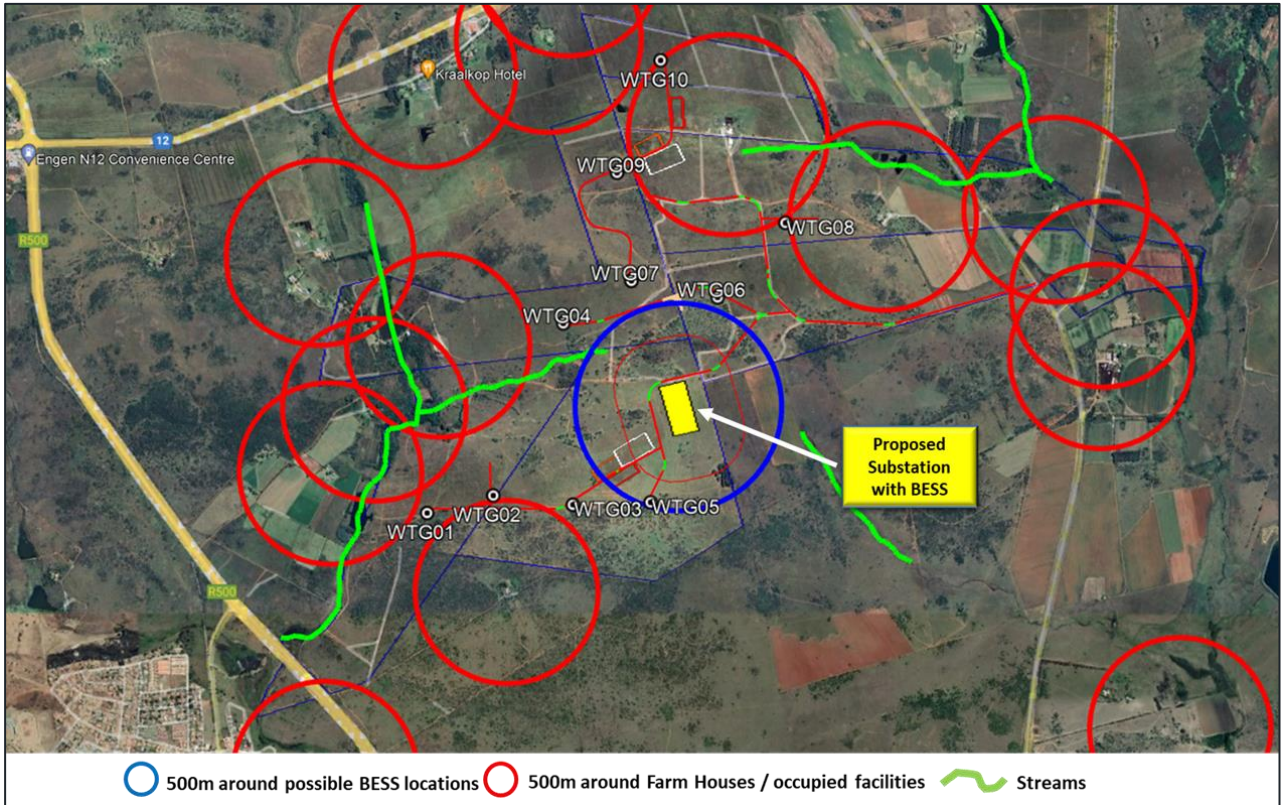 WTG10
Kraalkop Hotel
12
Engen N12 Convenience Centre
WTG09
WTG08
R500
WTG07
WTG06
WTG04
Proposed
Substation
with BESS
WTG03
WTG05
WTG02
WTG01
R500
500m around possible BESS locations
500m around Farm Houses / occupied facilities
Streams